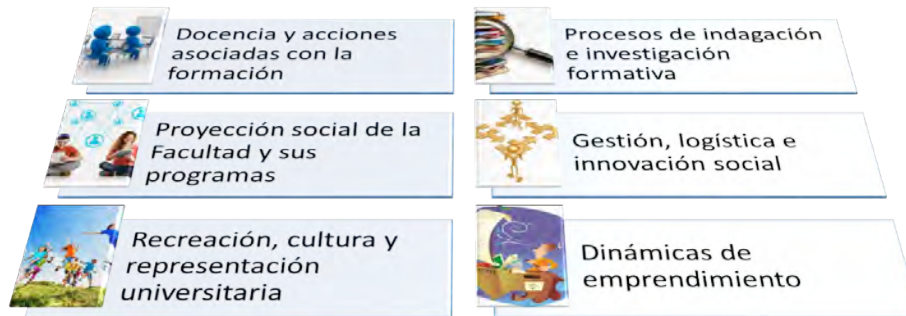 Docencia y acciones
asociadas con la
formación
Procesos de indagación
e investigación
formativa
Proyección social de la
Facultad y sus
programas
Gestión, logística e
innovación social
Recreación, cultura y
representación
universitaria
Dinámicas de
emprendimiento